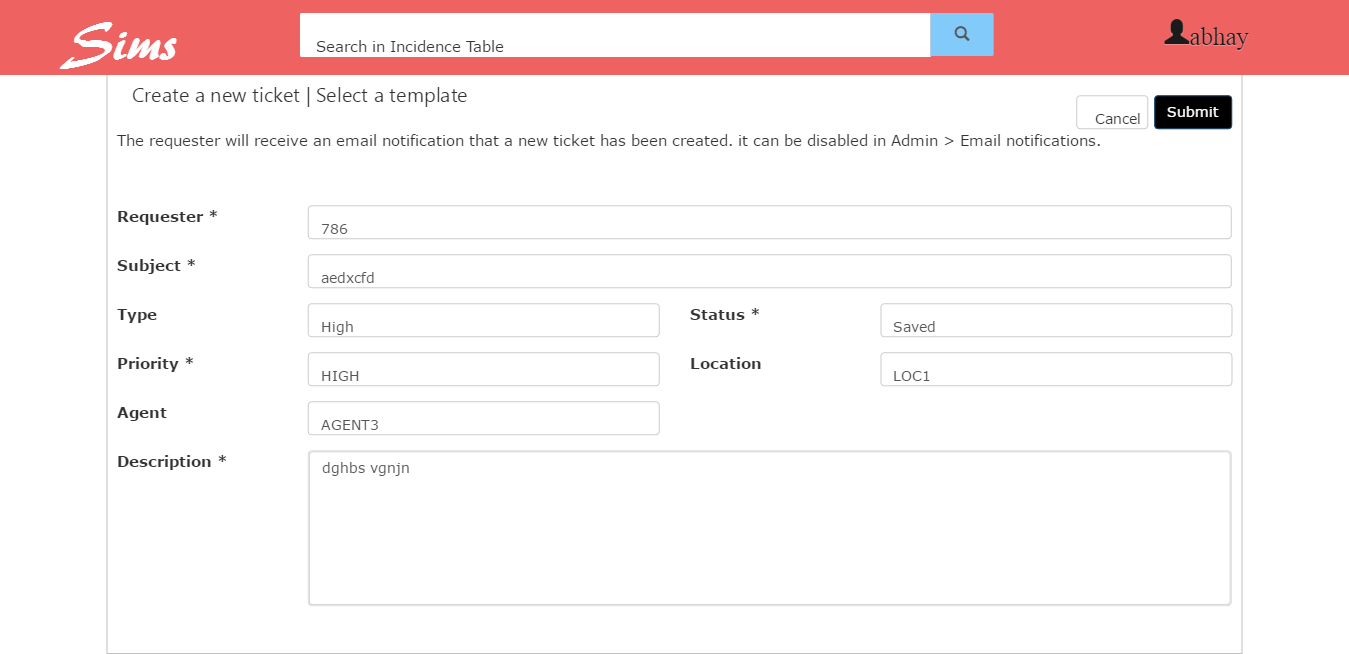 Sims
Search in Incidence Table
abhay
Create a new ticket | Select a template
Cancel
Submit
The requester will receive an email notification that a new ticket has been created. it can be disabled in Admin > Email notifications.
Requester *
786
Subject *
aedxcfd
Type
High
Status *
Saved
Priority *
HIGH
Location
LOC1
Agent
AGENT3
Description *
dghbs vgnjn